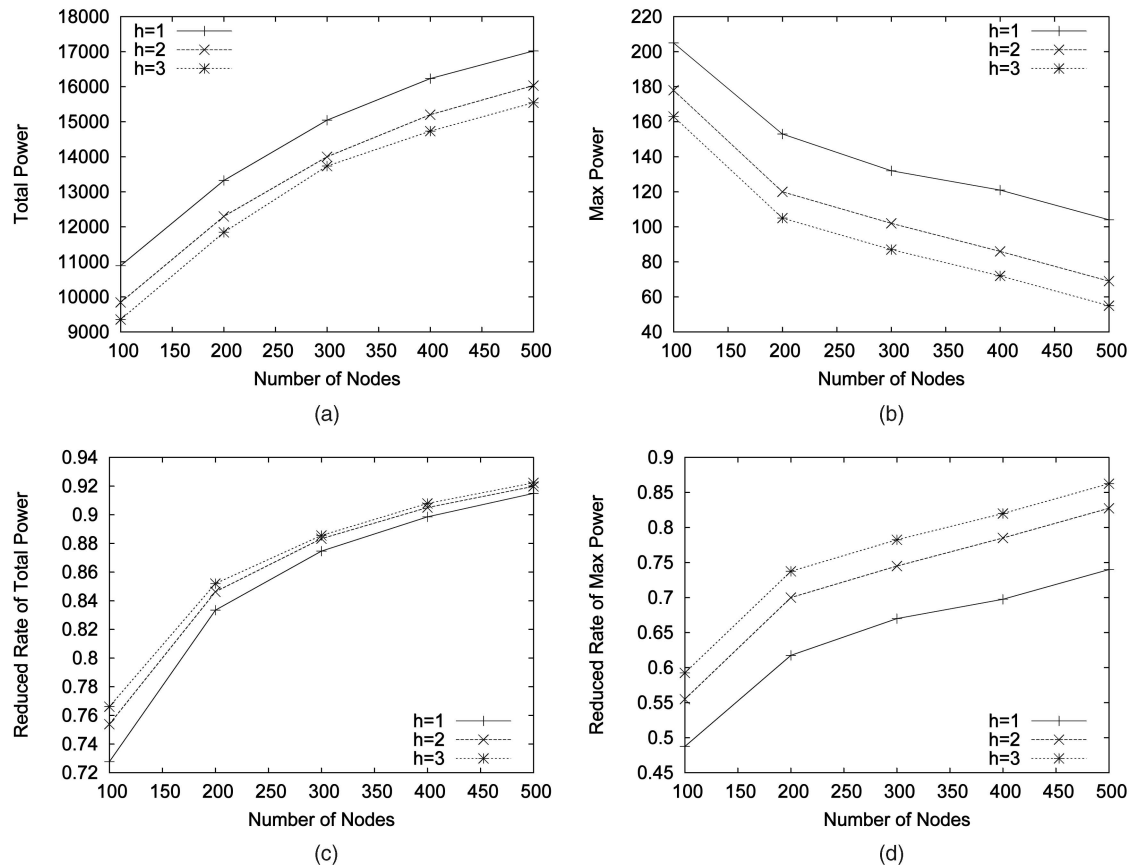 18000
17000
16000
15000
14000
13000
12000
11000
10000
9000
Total Power
h=1
h=2
h=3
100 150 200 250 300 350 400 450 500
Number of Nodes
(a)
220
200
180
160
140
120
100
80
60
40
Max Power
h=1
h=2
h=3
100 150 200 250 300 350 400 450 500
Number of Nodes
(b)
0.94
0.92
0.9
0.88
0.86
0.84
0.82
0.8
0.78
0.76
0.74
0.72
Reduced Rate of Total Power
h=1
h=2
h=3
100 150 200 250 300 350 400 450 500
Number of Nodes
(c)
0.9
0.85
0.8
0.75
0.7
0.65
0.6
0.55
0.5
0.45
Reduced Rate of Max Power
h=1
h=2
h=3
100 150 200 250 300 350 400 450 500
Number of Nodes
(d)